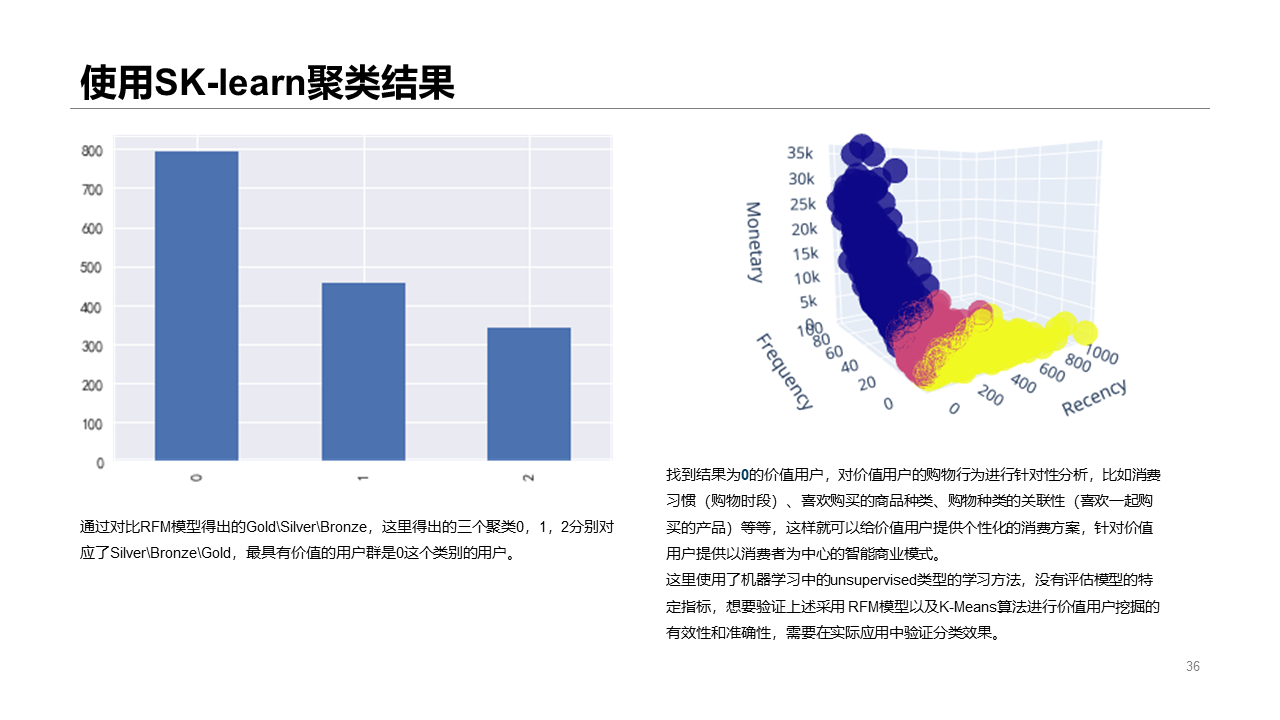 使用SK-learn聚类结果
800
700
600
500
400
300
200
100
0
0
1
2
通过对比RFM模型得出的Gold\Silver\Bronze，这里得出的三个聚类0，1，2分别对
应了Silver\Bronze\Gold，最具有价值的用户群是0这个类别的用户。
35k
30k
25k
20k
15k
10k
5k
0
Monetary
100
80
60
40
20
0
Frequency
0
200
400
600
800
1000
Recency
找到结果为0的价值用户，对价值用户的购物行为进行针对性分析，比如消费
习惯（购物时段）、喜欢购买的商品种类、购物种类的关联性（喜欢一起购
买的产品）等等，这样就可以给价值用户提供个性化的消费方案，针对价值
用户提供以消费者为中心的智能商业模式。
这里使用了机器学习中的unsupervised类型的学习方法，没有评估模型的特
定指标，想要验证上述采用 RFM模型以及K-Means算法进行价值用户挖掘的
有效性和准确性，需要在实际应用中验证分类效果。
36